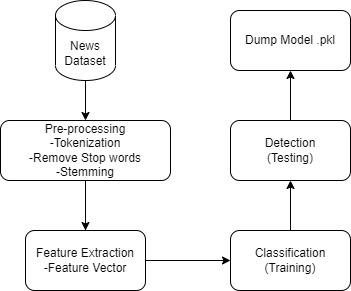 News
Dataset
Pre-processing
-Tokenization
-Remove Stop words
-Stemming
Feature Extraction
-Feature Vector
Classification
(Training)
Detection
(Testing)
Dump Model .pkl